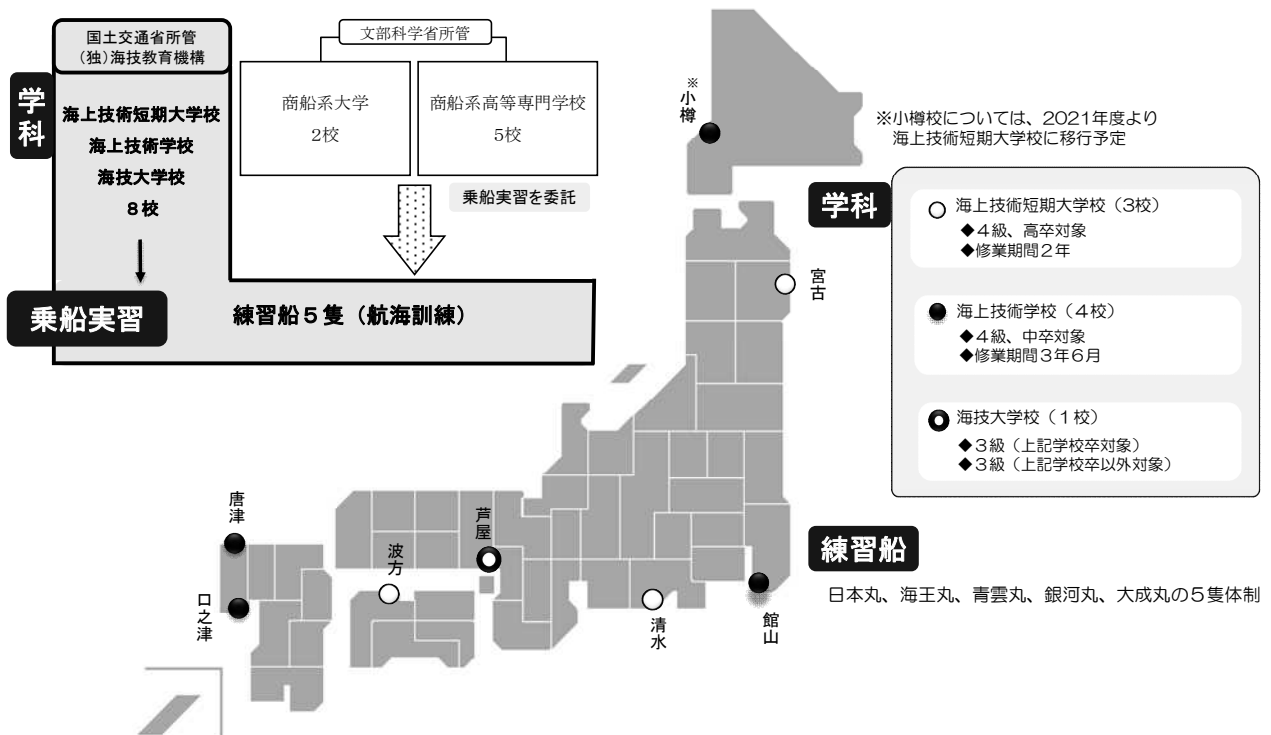 国土交通省所管
（独）海技教育機構
学科
海上技術短期大学校
海上技術学校
海技大学校
８校
文部科学省所管
商船系大学
2校
商船系高等専門学校
5校
乗船実習を委託
乗船実習
練習船５隻（航海訓練）
※
小樽
※小樽校については、2021年度より
海上技術短期大学校に移行予定
学科
海上技術短期大学校（3校）
◆４級、高卒対象
◆修業期間２年
海上技術学校（４校）
◆４級、中卒対象
◆修業期間３年６月
海技大学校（１校）
◆３級（上記学校卒対象）
◆３級（上記学校卒以外対象）
宮古
唐津
口之津
波方
芦屋
清水
館山
練習船
日本丸、海王丸、青雲丸、銀河丸、大成丸の５隻体制